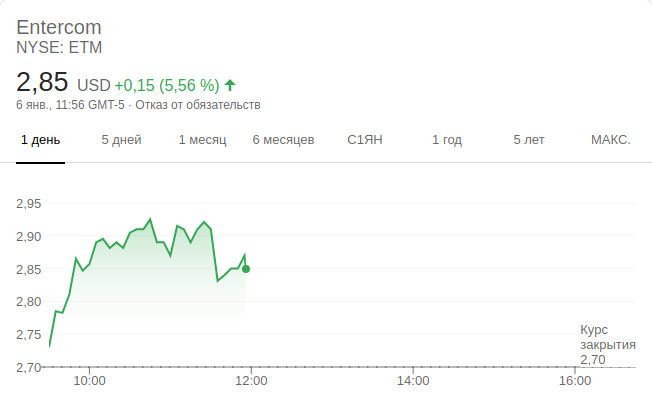 Entercom
NYSE: ETM
2,85 USD +0,15 (5,56 %)
6 янв., 11:56 GMT-5 · Отказ от обязательств
1 день 5 дней 1 месяц 6 месяцев С1ЯН 1 год 5 лет МАКС.
2,95
2,90
2,85
2,80
2,75
Курс
закрытия
2,70
2,70
10:00 12:00 14:00 16:00